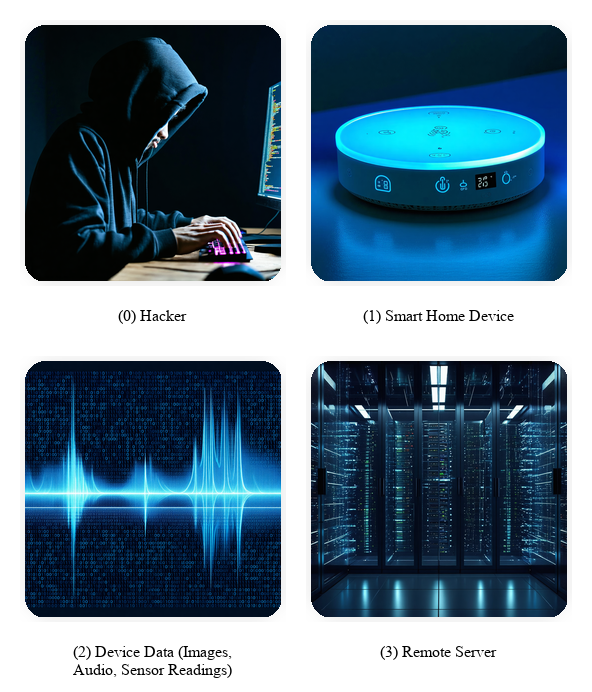 (0) Hacker
(1) Smart Home Device
(2) Device Data (Images,
Audio, Sensor Readings)
(3) Remote Server